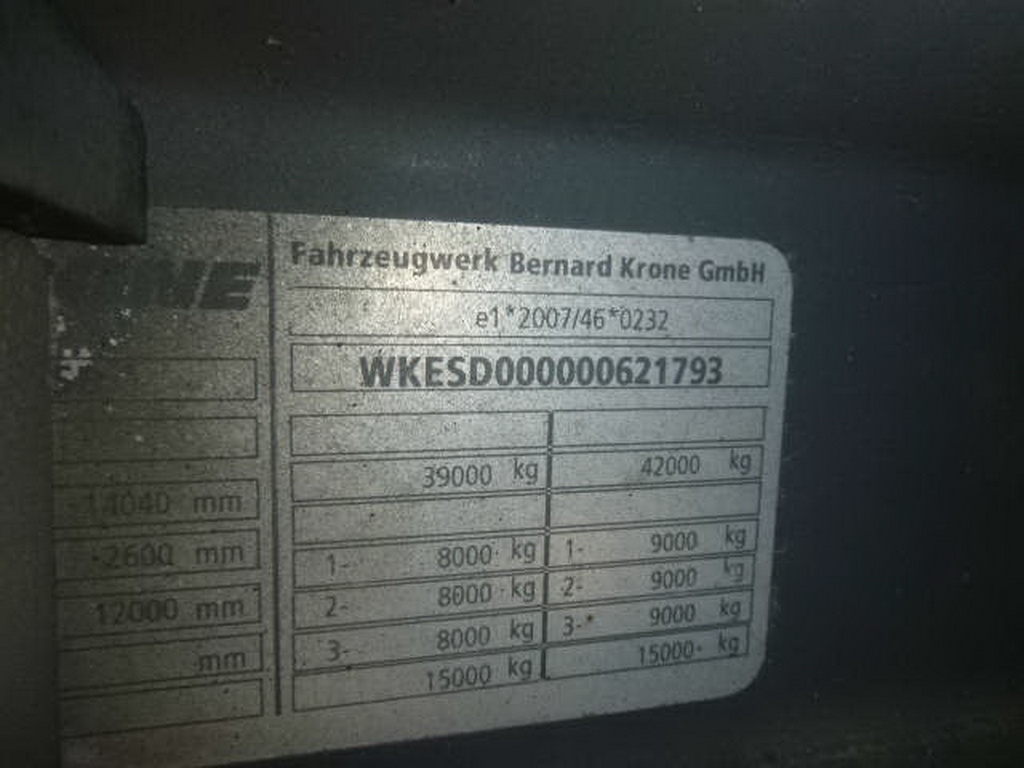 Fahrzeugwerk Bernard Krone GmbH
e1*2007/46*0232
WKESD000000621793
39000 kg 42000 kg
14040 mm
2600 mm 1- 8000 kg 1- 9000 kg
12000 mm 2- 8000 kg 2- 9000 kg
mm 3- 8000 kg 3- 9000 kg
15000 kg 15000 kg